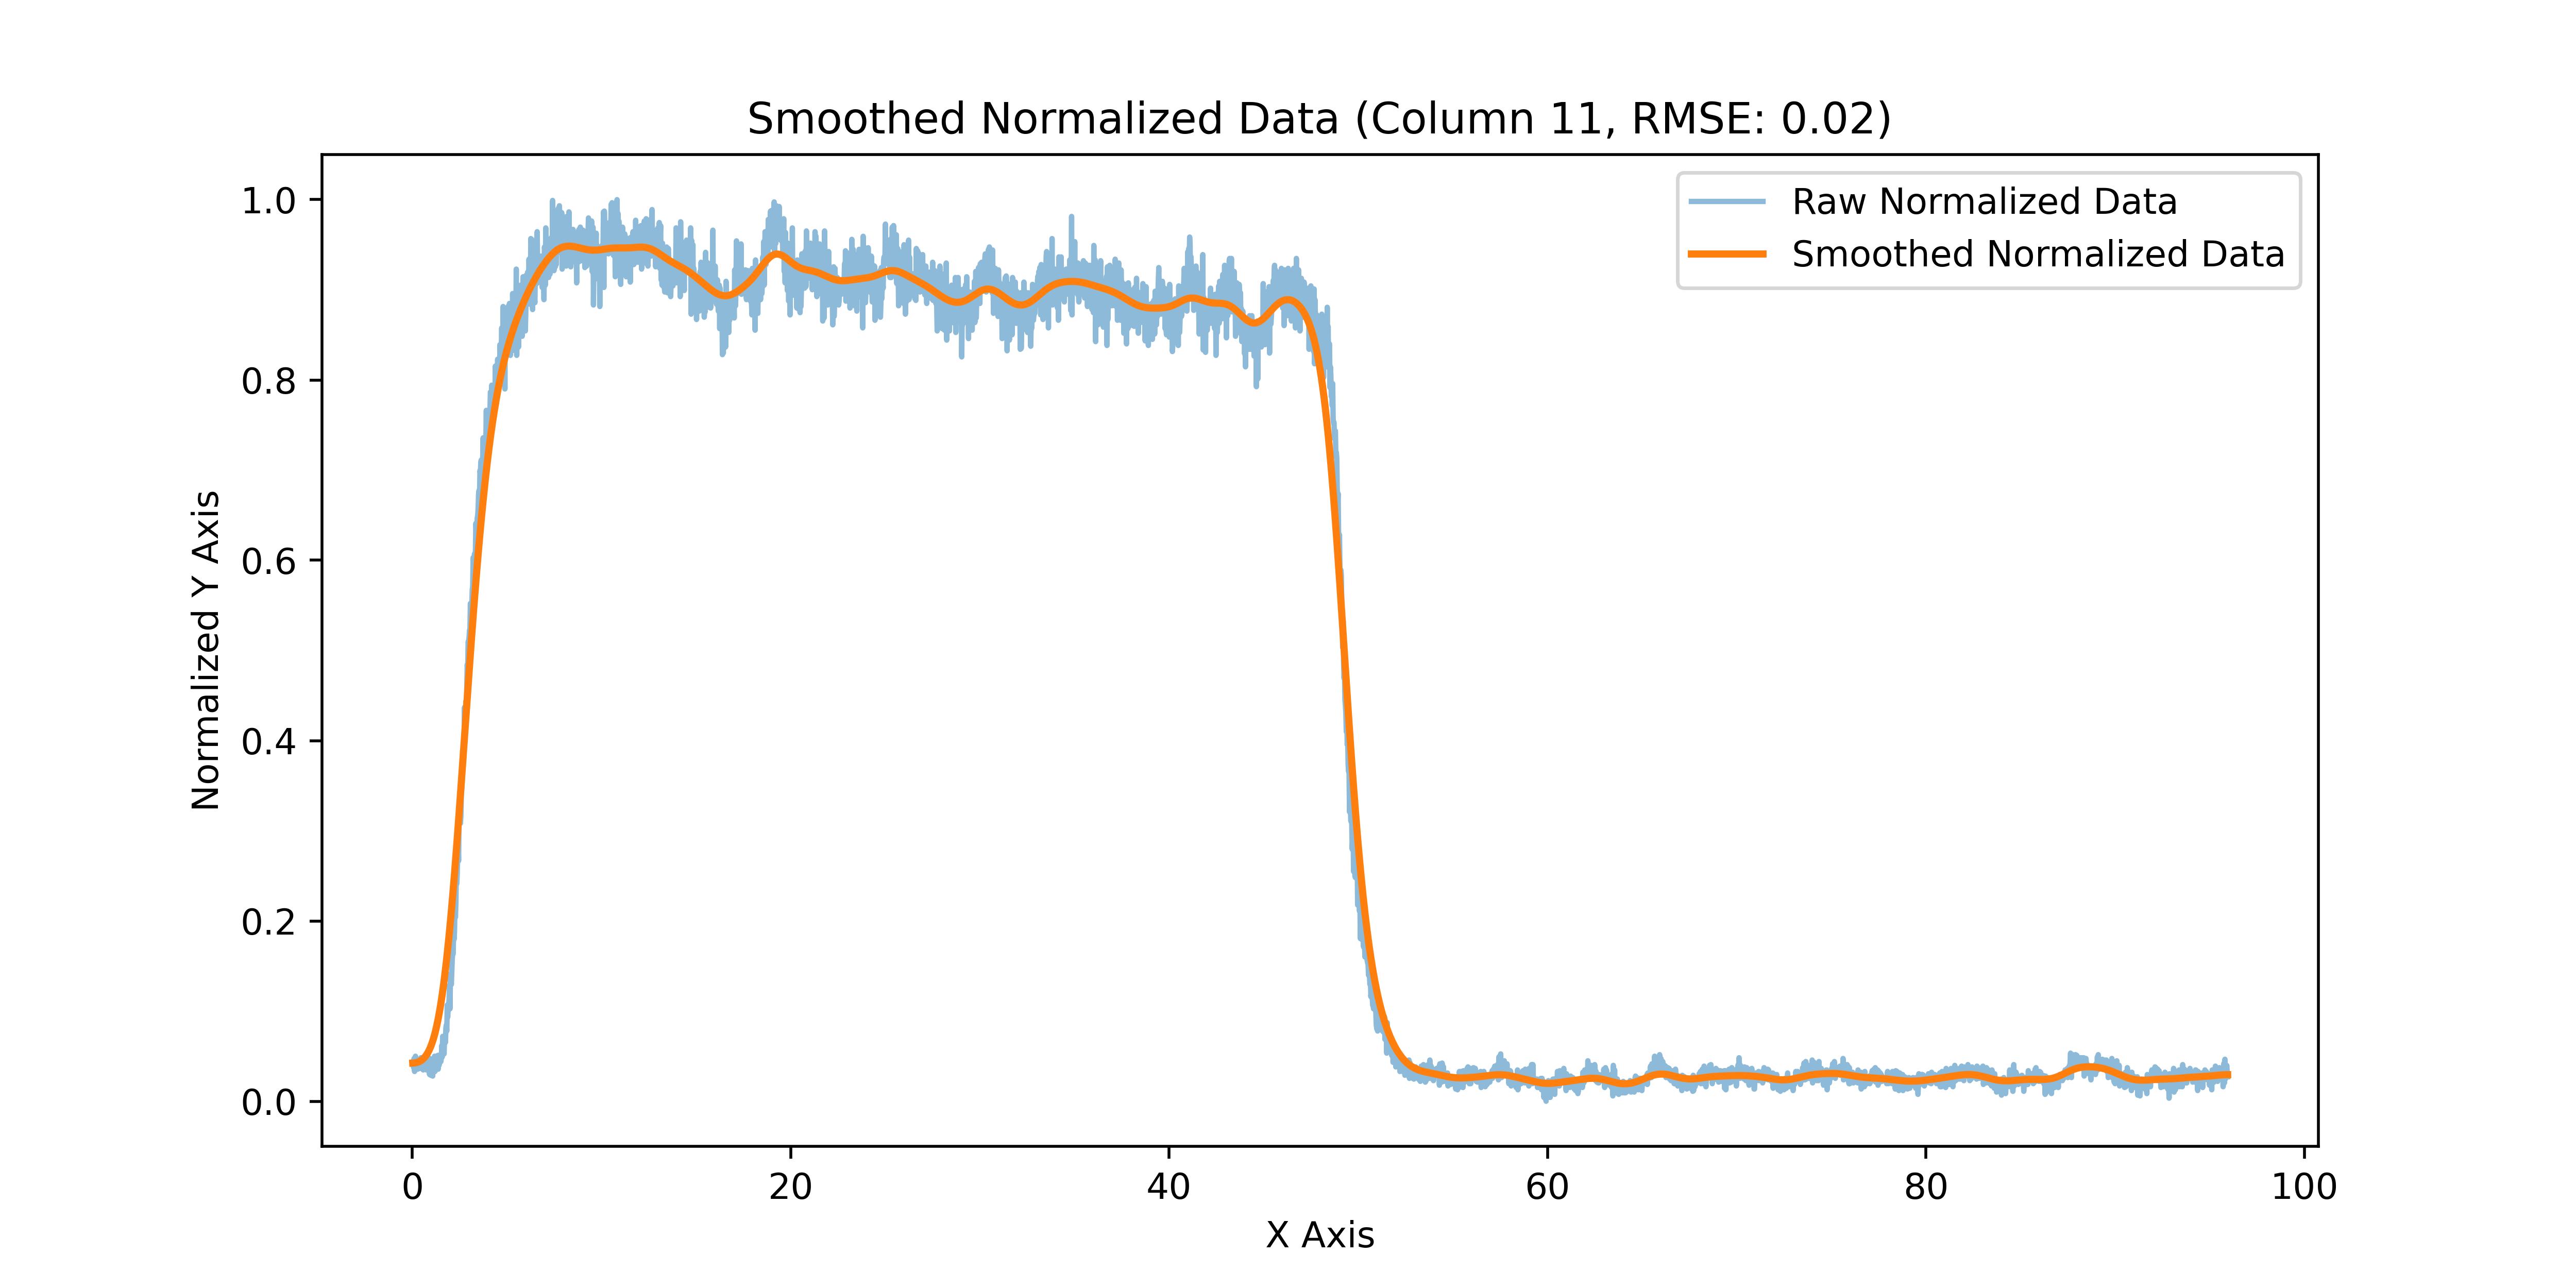 Smoothed Normalized Data (Column 11, RMSE: 0.02)
Raw Normalized Data
Smoothed Normalized Data
1.0
0.8
0.6
0.4
0.2
0.0
Normalized Y Axis
0 20 40 60 80 100
X Axis